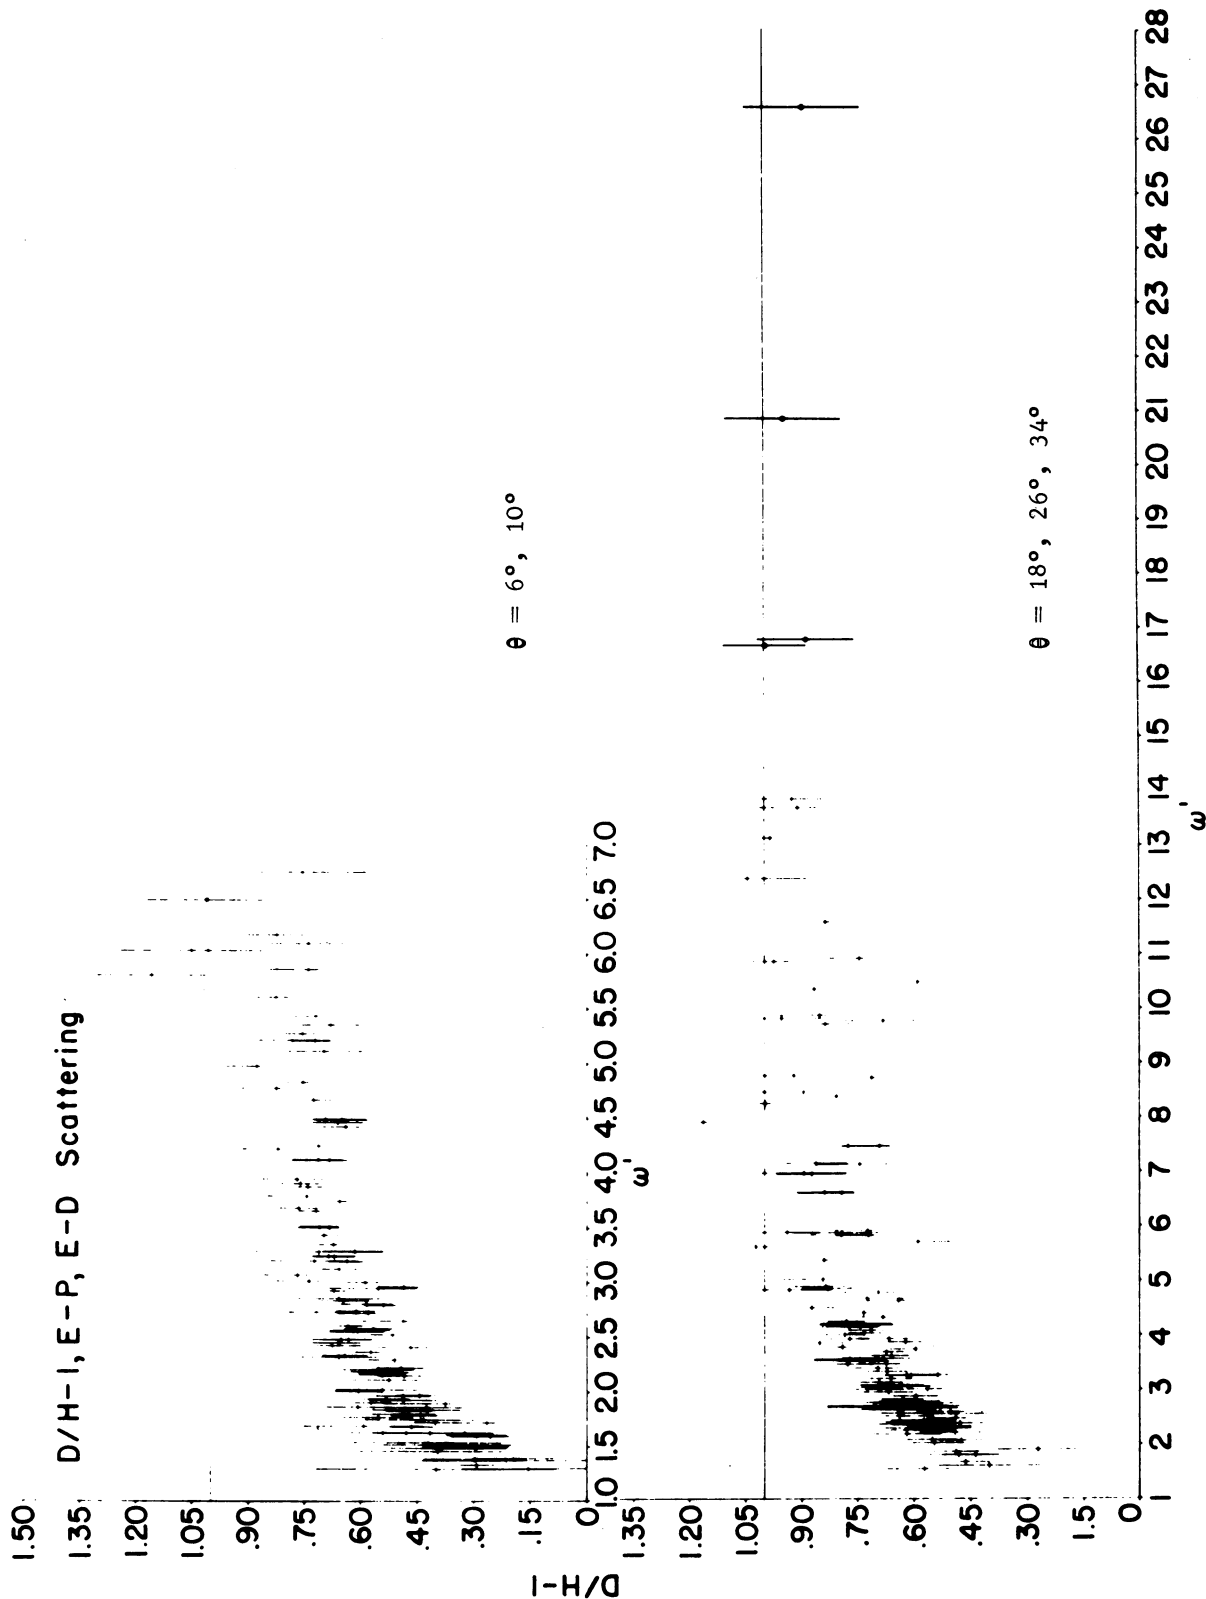 D/H-1, E-P, E-D Scattering
1.50
1.35
1.20
1.05
.90
.75
.60
.45
.30
.15
0
1.0 1.5 2.0 2.5 3.0 3.5 4.0 4.5 5.0 5.5 6.0 6.5 7.0
ω'
θ = 6°, 10°
D/H-1
1.35
1.20
1.05
.90
.75
.60
.45
.30
1.5
0
1 2 3 4 5 6 7 8 9 10 11 12 13 14 15 16 17 18 19 20 21 22 23 24 25 26 27 28
ω'
θ = 18°, 26°, 34°